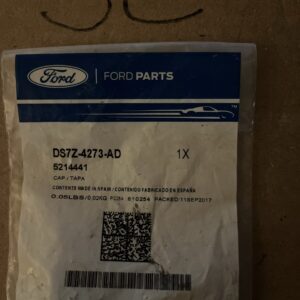 Ford
FORD PARTS
DS7Z-4273-AD 1X
5214441
CAP / TAPA
CONTENTS MADE IN SPAIN / CONTENIDO FABRICADO EN ESPAÑA
0.05LBS / 0.02KG 610254 PACKED/11SEP2017